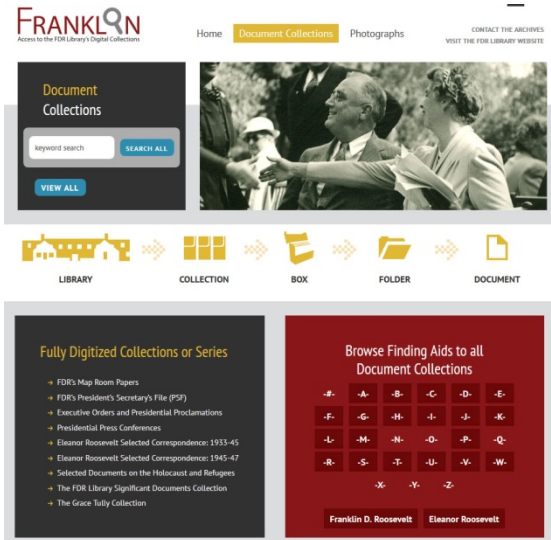 FRANKLIN
Access to the FDR Library's Digital Collections
Home Document Collections Photographs
CONTACT THE ARCHIVES
VISIT THE FDR LIBRARY WEBSITE
Document
Collections
keyword search SEARCH ALL
VIEW ALL
LIBRARY COLLECTION BOX FOLDER DOCUMENT
Fully Digitized Collections or Series
FDR's Map Room Papers
FDR's President's Secretary's File (PSF)
Executive Orders and Presidential Proclamations
Presidential Press Conferences
Eleanor Roosevelt Selected Correspondence: 1933-45
Eleanor Roosevelt Selected Correspondence: 1945-47
Selected Documents on the Holocaust and Refugees
The FDR Library Significant Documents Collection
The Grace Tully Collection
Browse Finding Aids to all
Document Collections
-#- -A- -B- -C- -D- -E-
-F- -G- -H- -I- -J- -K-
-L- -M- -N- -O- -P- -Q-
-R- -S- -T- -U- -V- -W-
-X- -Y- -Z-
Franklin D. Roosevelt Eleanor Roosevelt